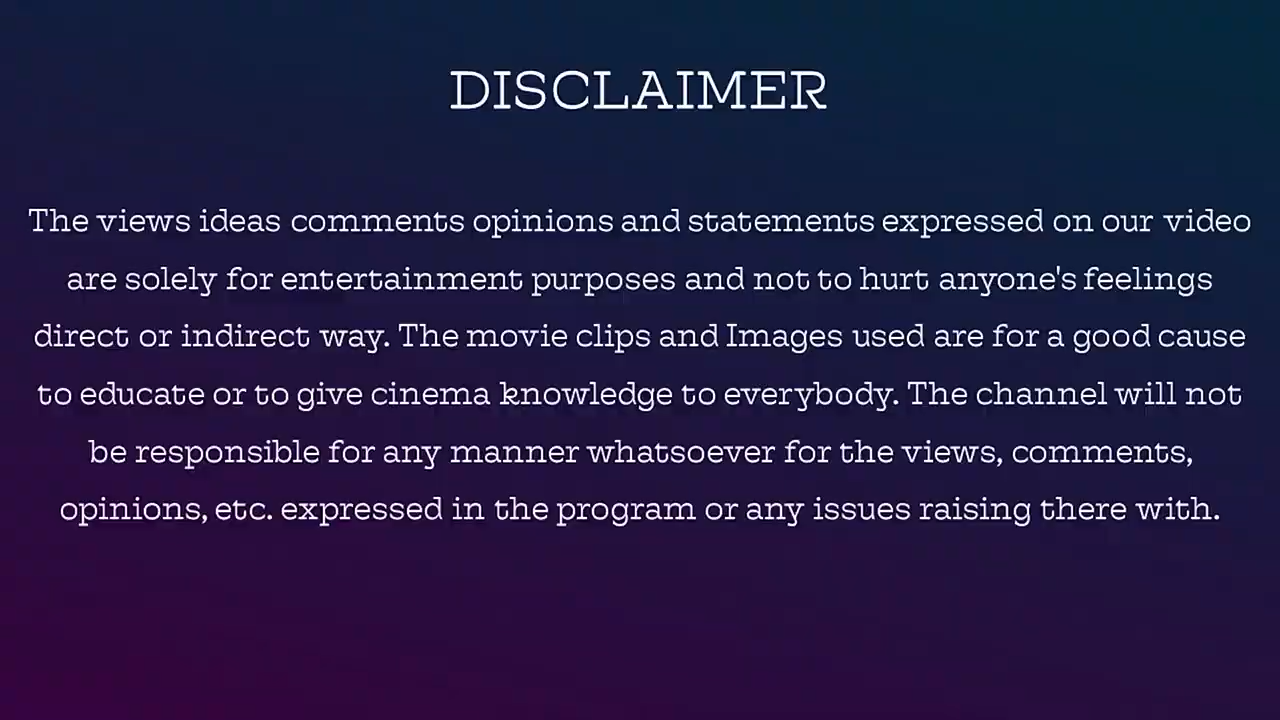 DISCLAIMER
The views ideas comments opinions and statements expressed on our video
are solely for entertainment purposes and not to hurt anyone's feelings
direct or indirect way. The movie clips and Images used are for a good cause
to educate or to give cinema knowledge to everybody. The channel will not
be responsible for any manner whatsoever for the views, comments,
opinions, etc. expressed in the program or any issues raising there with.